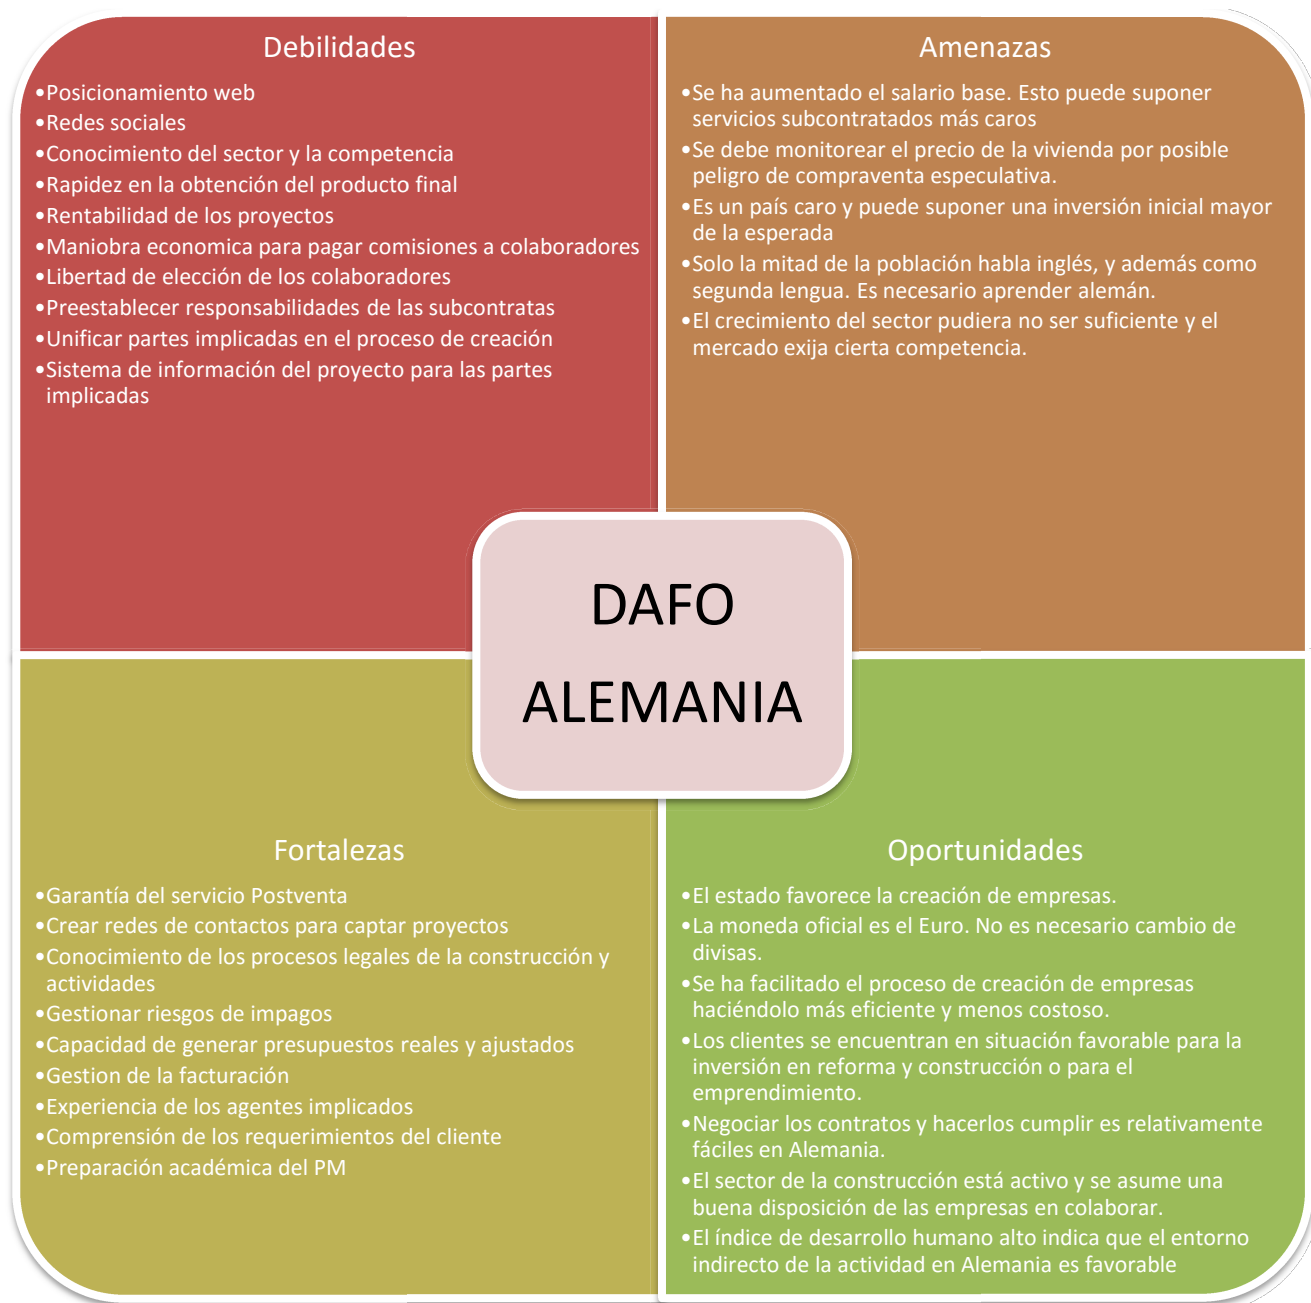 Debilidades
•Posicionamiento web
•Redes sociales
•Conocimiento del sector y la competencia
•Rapidez en la obtención del producto final
•Rentabilidad de los proyectos
•Maniobra economica para pagar comisiones a colaboradores
•Libertad de elección de los colaboradores
•Preestablecer responsabilidades de las subcontratas
•Unificar partes implicadas en el proceso de creación
•Sistema de información del proyecto para las partes
implicadas
Amenazas
•Se ha aumentado el salario base. Esto puede suponer
servicios subcontratados más caros
•Se debe monitorear el precio de la vivienda por posible
peligro de compraventa especulativa.
•Es un país caro y puede suponer una inversión inicial mayor
de la esperada
•Solo la mitad de la población habla inglés, y además como
segunda lengua. Es necesario aprender alemán.
•El crecimiento del sector pudiera no ser suficiente y el
mercado exija cierta competencia.
DAFO
ALEMANIA
Fortalezas
•Garantía del servicio Postventa
•Crear redes de contactos para captar proyectos
•Conocimiento de los procesos legales de la construcción y
actividades
•Gestionar riesgos de impagos
•Capacidad de generar presupuestos reales y ajustados
•Gestion de la facturación
•Experiencia de los agentes implicados
•Comprensión de los requerimientos del cliente
•Preparación académica del PM
Oportunidades
•El estado favorece la creación de empresas.
•La moneda oficial es el Euro. No es necesario cambio de
divisas.
•Se ha facilitado el proceso de creación de empresas
haciéndolo más eficiente y menos costoso.
•Los clientes se encuentran en situación favorable para la
inversión en reforma y construcción o para el
emprendimiento.
•Negociar los contratos y hacerlos cumplir es relativamente
fáciles en Alemania.
•El sector de la construcción está activo y se asume una
buena disposición de las empresas en colaborar.
•El índice de desarrollo humano alto indica que el entorno
indirecto de la actividad en Alemania es favorable